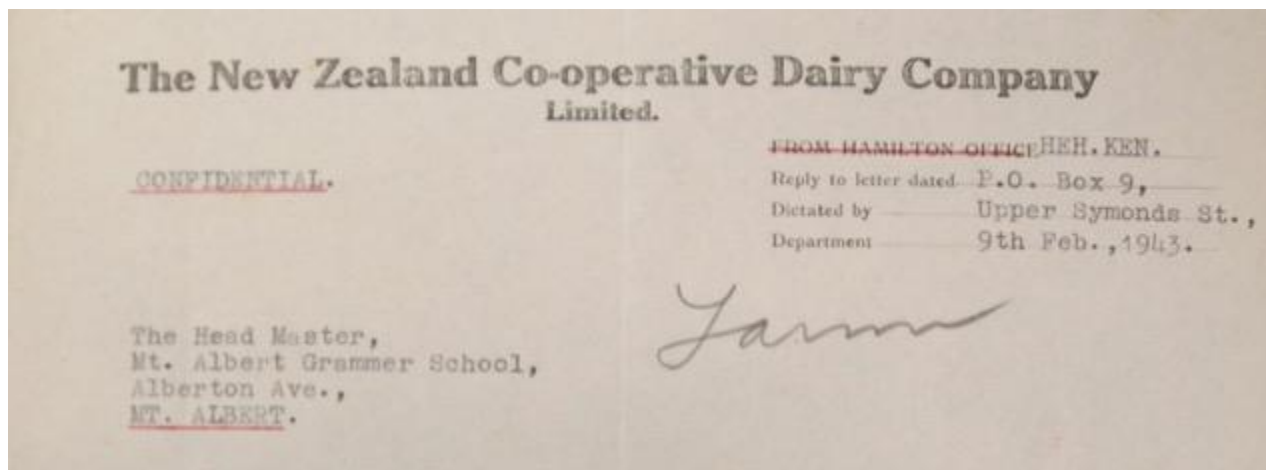 The New Zealand Co-operative Dairy Company
Limited.
FROM HAMILTON OFFICE HEH.KEN.
CONFIDENTIAL.
Reply to letter dated P.O. Box 9,
Dictated by Upper Symonds St.,
Department 9th Feb.,1943.
Farm
The Head Master,
Mt. Albert Grammer School,
Alberton Ave.,
MT. ALBERT.